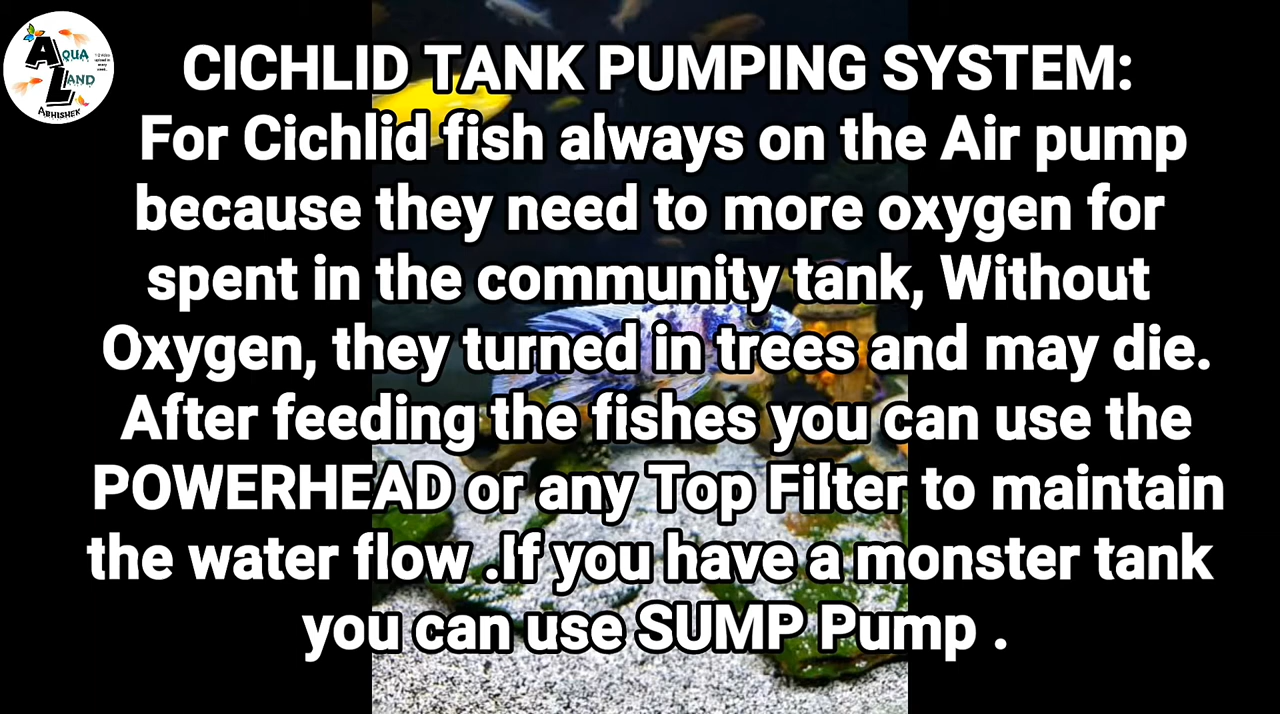 AQUA
LAND
ABHISHEK
CICHLID TANK PUMPING SYSTEM:
For Cichlid fish always on the Air pump
because they need to more oxygen for
spent in the community tank, Without
Oxygen, they turned in trees and may die.
After feeding the fishes you can use the
POWERHEAD or any Top Filter to maintain
the water flow .If you have a monster tank
you can use SUMP Pump .